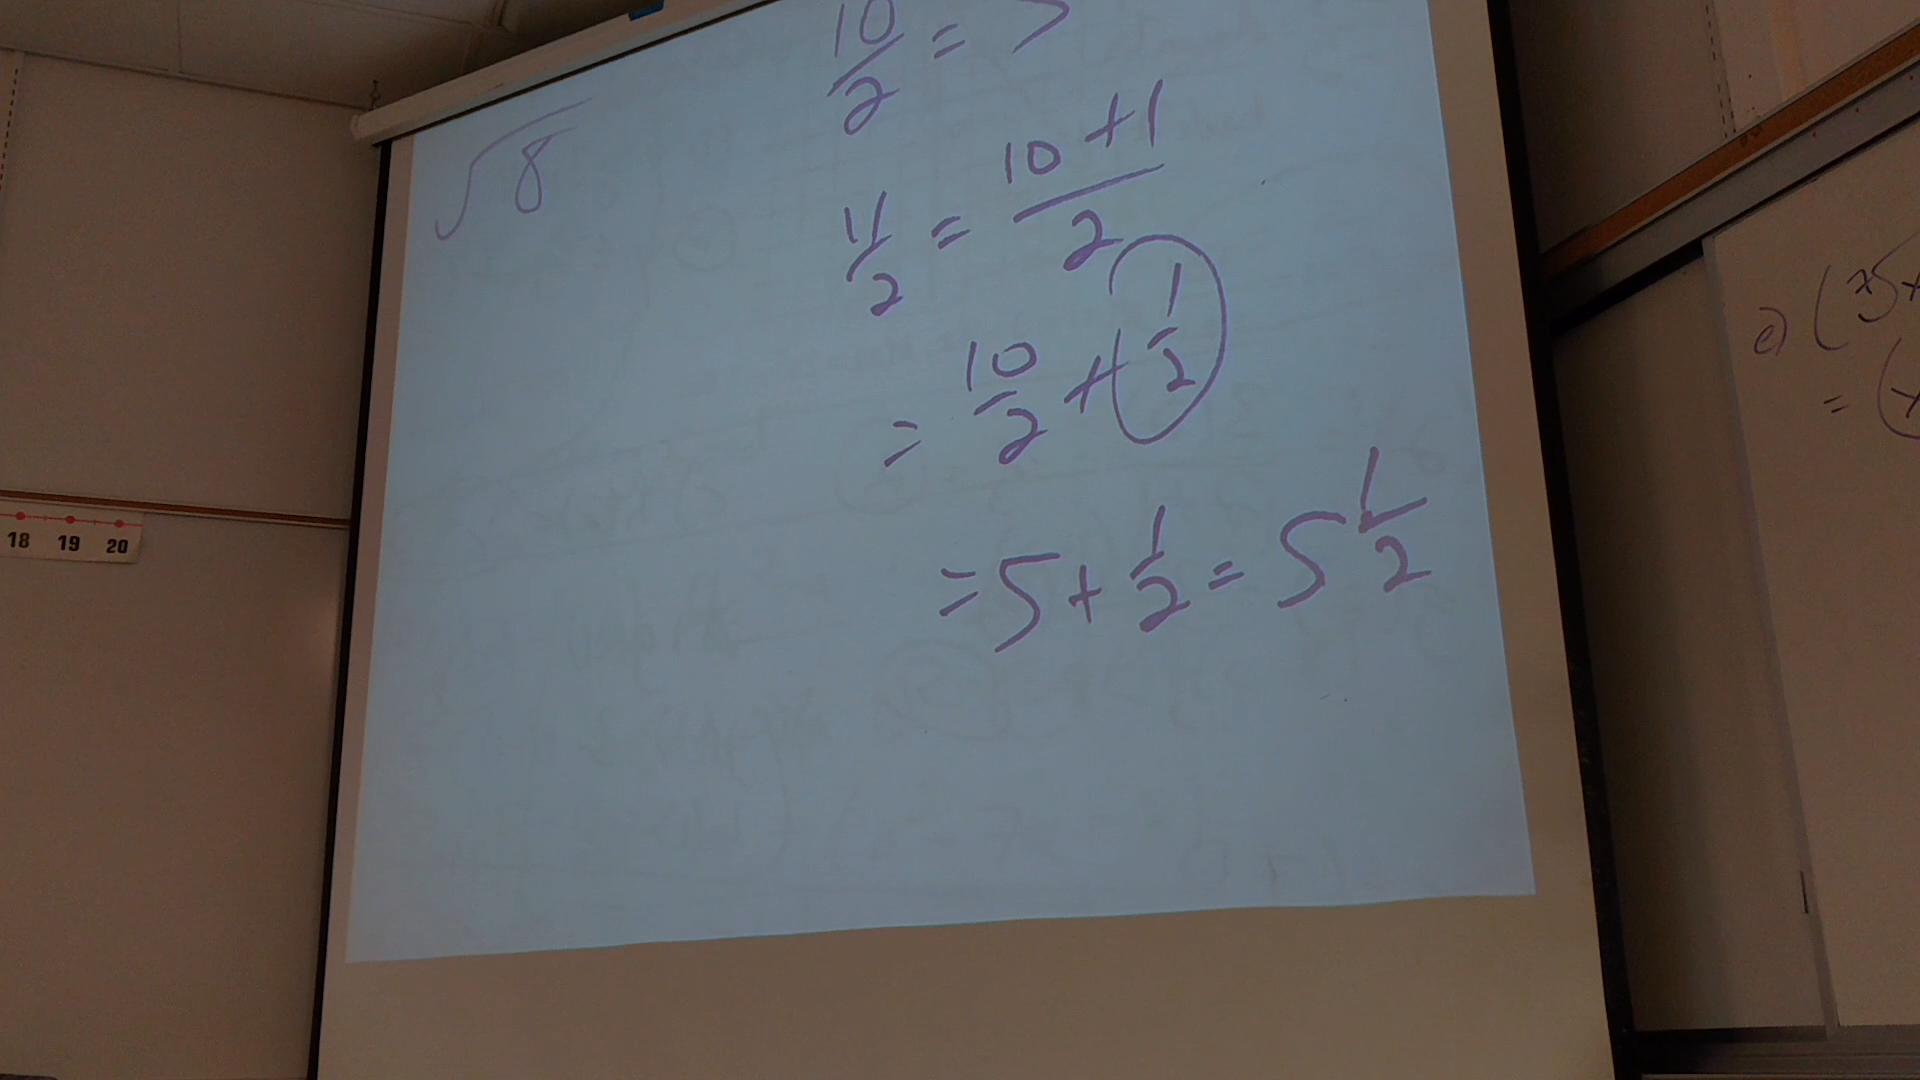 10/2 = 5
√8
11/2 = (10 + 1)/2
= 10/2 + 1/2
= 5 + 1/2 = 5 1/2
18 19 20
e) (x
= (